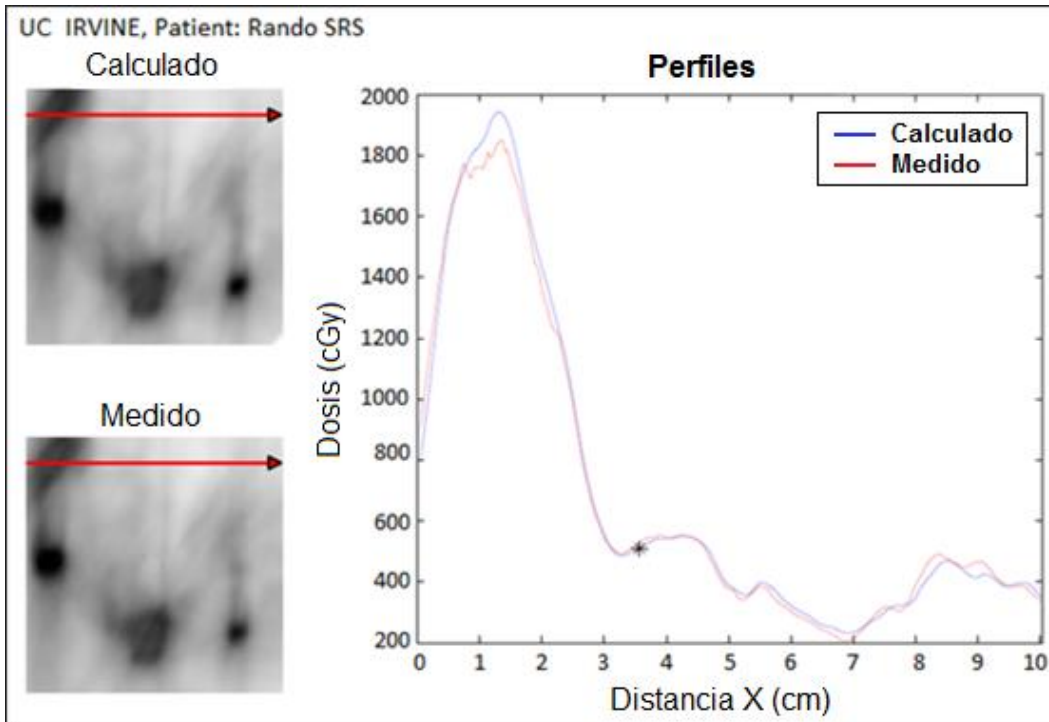 UC IRVINE, Patient: Rando SRS
Calculado
Medido
Perfiles
Calculado
Medido
Dosis (cGy)
2000
1800
1600
1400
1200
1000
800
600
400
200
0 1 2 3 4 5 6 7 8 9 10
Distancia X (cm)